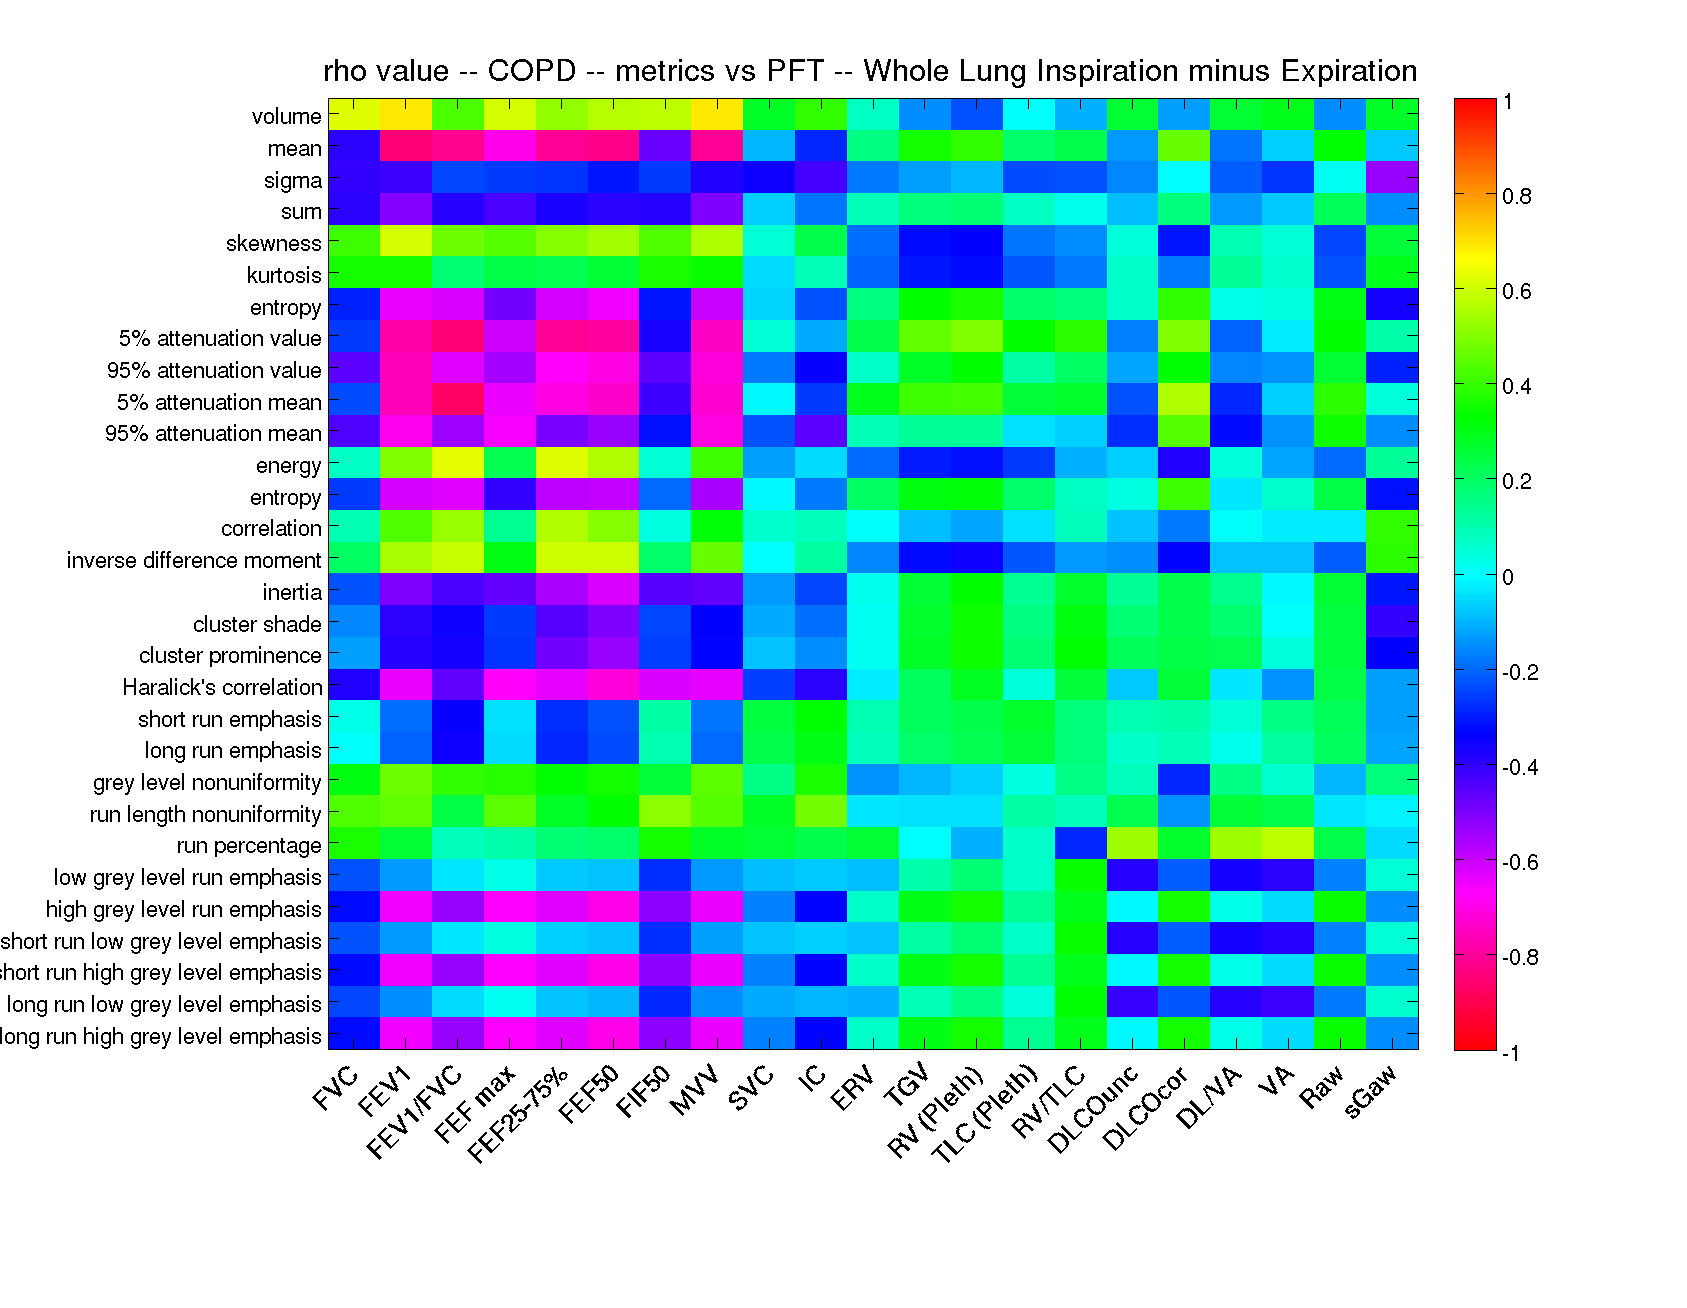 rho value -- COPD -- metrics vs PFT -- Whole Lung Inspiration minus Expiration
volume
mean
sigma
sum
skewness
kurtosis
entropy
5% attenuation value
95% attenuation value
5% attenuation mean
95% attenuation mean
energy
entropy
correlation
inverse difference moment
inertia
cluster shade
cluster prominence
Haralick's correlation
short run emphasis
long run emphasis
grey level nonuniformity
run length nonuniformity
run percentage
low grey level run emphasis
high grey level run emphasis
short run low grey level emphasis
short run high grey level emphasis
long run low grey level emphasis
long run high grey level emphasis
FVC
FEV1
FEV1/FVC
FEF max
FEF25-75%
FEF50
FIF50
MVV
SVC
IC
ERV
TGV
RV (Pleth)
TLC (Pleth)
RV/TLC
DLCOunc
DLCOcor
DL/VA
VA
Raw
sGaw
1
0.8
0.6
0.4
0.2
0
-0.2
-0.4
-0.6
-0.8
-1